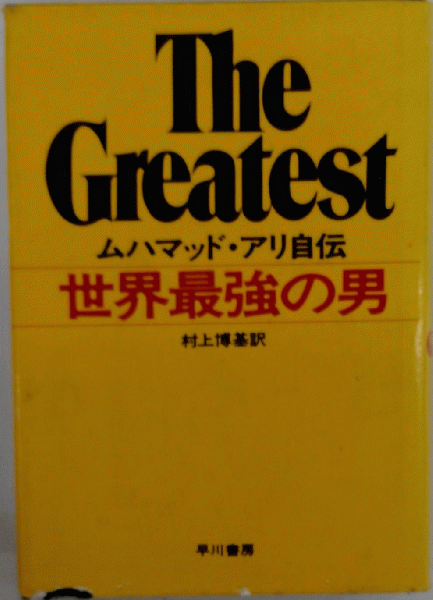 The
Greatest
ムハマッド・アリ自伝
世界最強の男
村上博基訳
早川書房